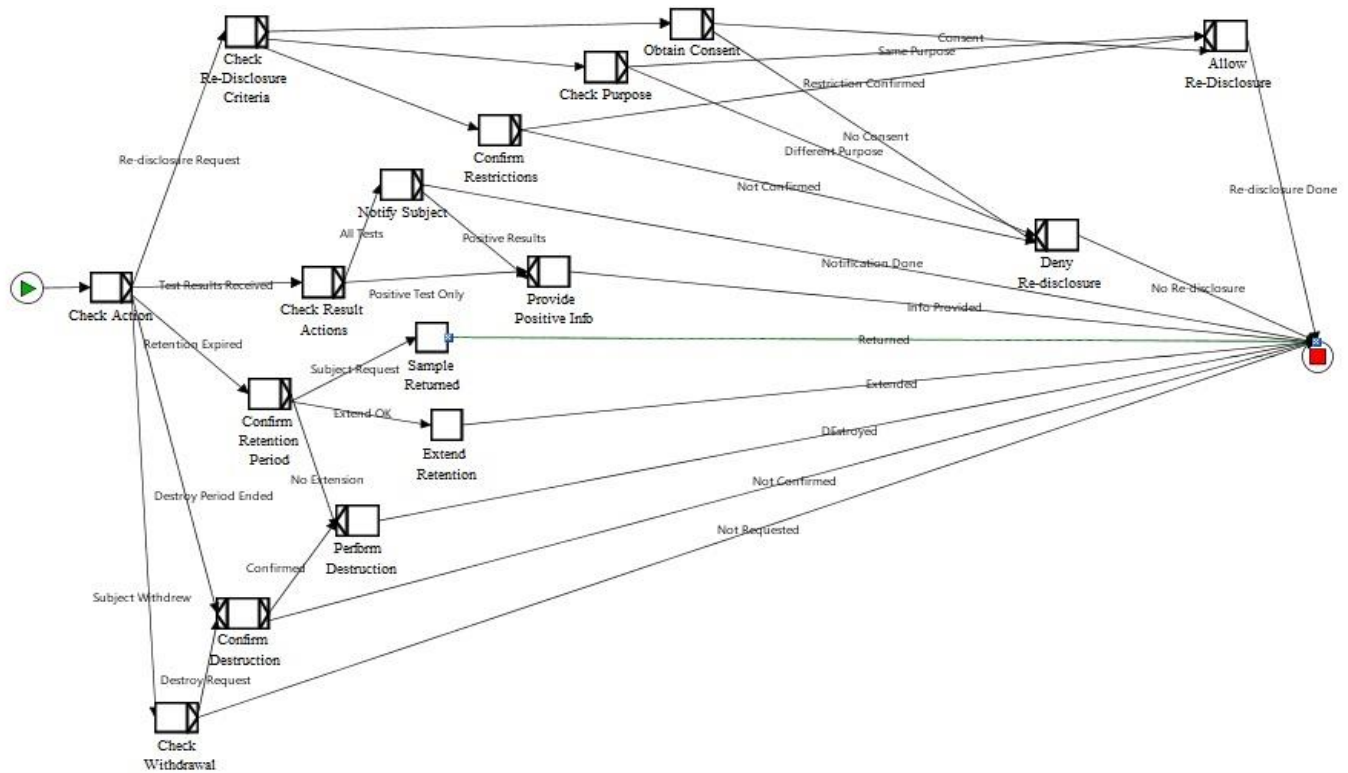 Check
Re-Disclosure
Criteria
Obtain Consent
Consent
Same Purpose
Allow
Re-Disclosure
Check Purpose
Restriction Confirmed
No Consent
Different Purpose
Confirm
Restrictions
Re-disclosure Request
Not Confirmed
Re-disclosure Done
Notify Subject
All Tests
Positive Results
Notification Done
Deny
Re-disclosure
No Re-disclosure
Check Action
Test Results Received
Check Result
Actions
Positive Test Only
Provide
Positive Info
Info Provided
Retention Expired
Subject Request
Sample
Returned
Returned
Extended
Confirm
Retention
Period
Extend OK
Extend
Retention
DEstroyed
No Extension
Not Confirmed
Destroy Period Ended
Not Requested
Perform
Destruction
Confirmed
Subject Withdrew
Confirm
Destruction
Destroy Request
Check
Withdrawal